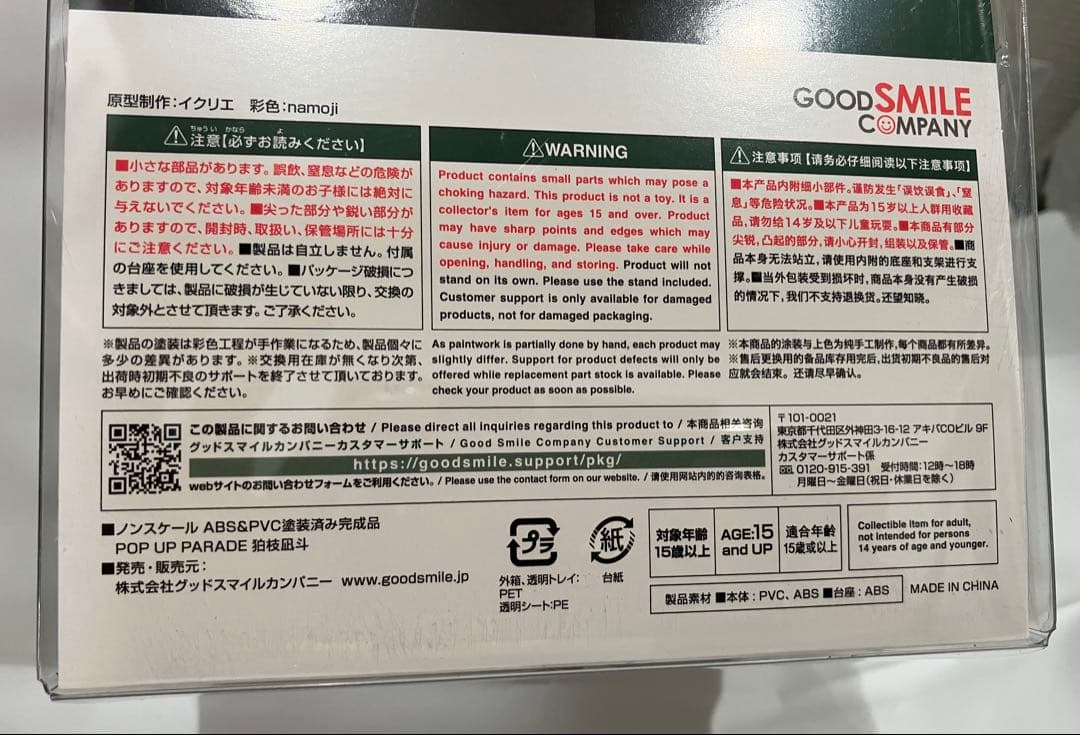 原型制作：イクリエ　彩色：namoji
GOOD SMILE
COMPANY
⚠注意【必ずお読みください】
ちゅうい かなら よ
■小さな部品があります。誤飲、窒息などの危険が
ありますので、対象年齢未満のお子様には絶対に
与えないでください。■尖った部分や鋭い部分が
ありますので、開封時、取扱い、保管場所には十分
にご注意ください。■製品は自立しません。付属
の台座を使用してください。■パッケージ破損につ
きましては、製品に破損が生じていない限り、交換の
対象外とさせて頂きます。ご了承ください。
⚠WARNING
Product contains small parts which may pose a
choking hazard. This product is not a toy. It is a
collector's item for ages 15 and over. Product
may have sharp points and edges which may
cause injury or damage. Please take care while
opening, handling, and storing. Product will not
stand on its own. Please use the stand included.
Customer support is only available for damaged
products, not for damaged packaging.
⚠注意事项【请务必仔细阅读以下注意事项】
■本产品内附细小部件。谨防发生「误饮误食」、「窒
息」等危险状况。■本产品为15岁以上人群用收藏
品，请勿给14岁及以下儿童玩耍。■本商品有部分
尖锐，凸起的部分，请小心开封，组装以及保管。■商
品本身无法站立，请使用内附的底座和支架进行支
撑。■当外包装受到损坏时，商品本身没有产生破损
的情况下，我们不支持退换货。还望知晓。
※製品の塗装は彩色工程が手作業になるため、製品個々に
多少の差異があります。※交換用在庫が無くなり次第、
出荷時初期不良のサポートを終了させて頂いております。
お早めにご確認ください。
As paintwork is partially done by hand, each product may
slightly differ. Support for product defects will only be
offered while replacement part stock is available. Please
check your product as soon as possible.
※本商品的涂装与上色为纯手工制作，每个商品都有所差异。
※售后更换用的备品库存用完后，出货初期不良品的售后对
应就会结束。还请尽早确认。
この製品に関するお問い合わせ / Please direct all inquiries regarding this product to / 本商品相关咨询
グッドスマイルカンパニーカスタマーサポート / Good Smile Company Customer Support / 客户支持
https://goodsmile.support/pkg/
webサイトのお問い合わせフォームをご利用ください。/ Please use the contact form on our website. / 请使用网站内的的咨询表格。
〒101-0021
東京都千代田区外神田3-16-12 アキバCOビル 9F
株式会社グッドスマイルカンパニー
カスタマーサポート係
0120-915-391　受付時間：12時～18時
月曜日～金曜日（祝日・休業日を除く）
■ノンスケール ABS&PVC塗装済み完成品
POP UP PARADE 狛枝凪斗
■発売・販売元：
株式会社グッドスマイルカンパニー www.goodsmile.jp
プラ
外箱、透明トレイ：
PET
透明シート：PE
紙
台紙
対象年齢
15歳以上
AGE:15
and UP
適合年齢
15歳或以上
Collectible item for adult,
not intended for persons
14 years of age and younger.
製品素材 ■本体：PVC、ABS ■台座：ABS
MADE IN CHINA